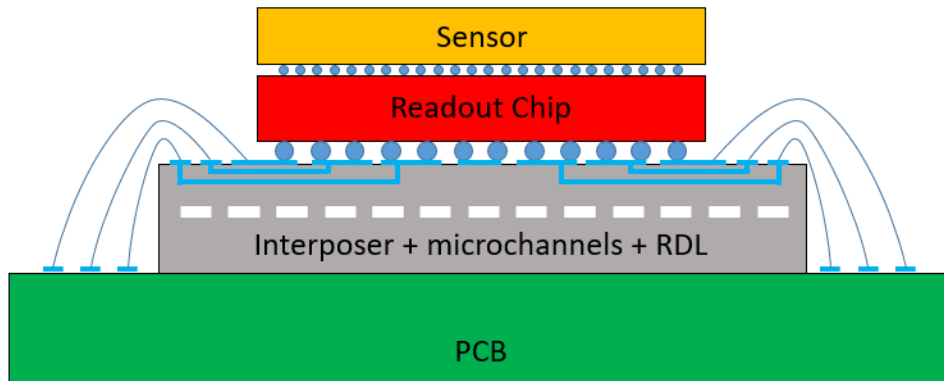 Sensor
Readout Chip
Interposer + microchannels + RDL
PCB